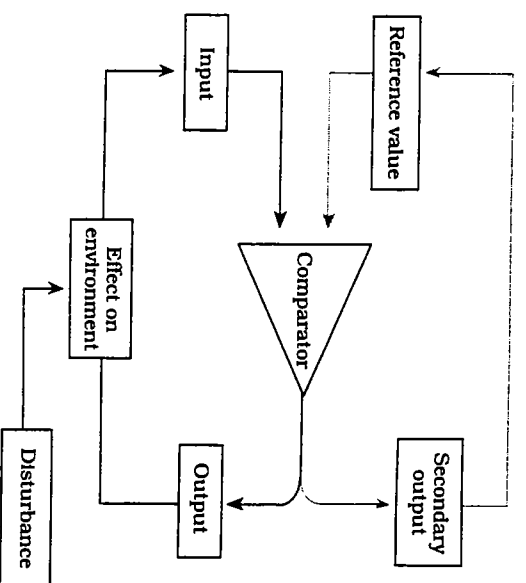 Reference value
Secondary
output
Input
Comparator
Output
Effect on
environment
Disturbance